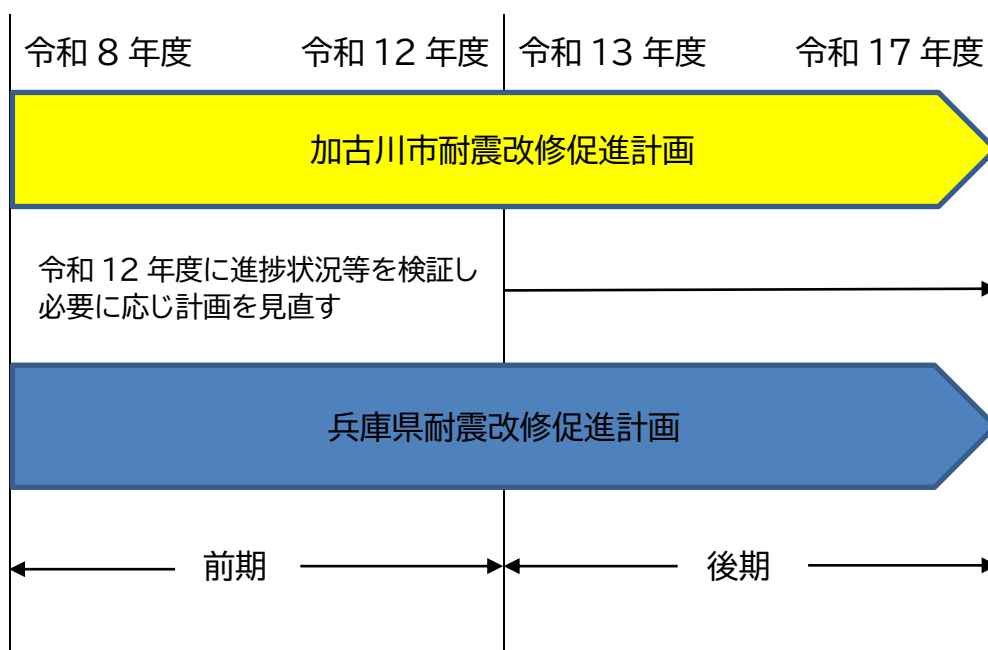 令和 8 年度 令和 12 年度 令和 13 年度 令和 17 年度
加古川市耐震改修促進計画
令和 12 年度に進捗状況等を検証し
必要に応じ計画を見直す
兵庫県耐震改修促進計画
前期 後期